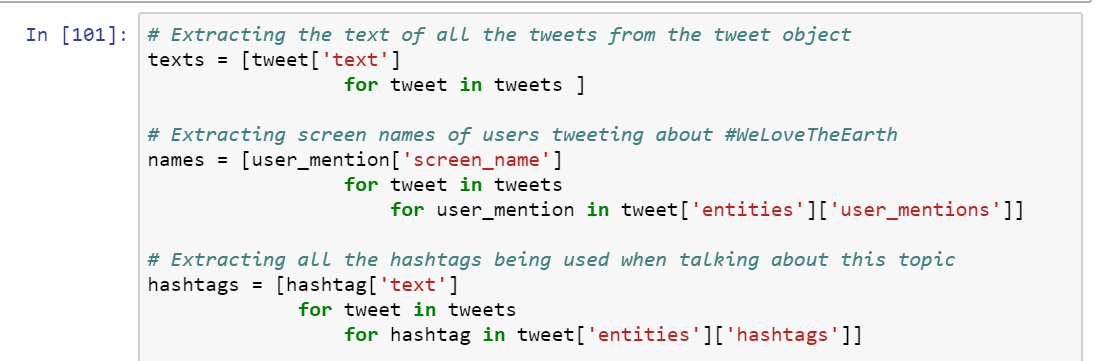 In [101]: # Extracting the text of all the tweets from the tweet object
texts = [tweet['text']
for tweet in tweets ]
# Extracting screen names of users tweeting about #WeLoveTheEarth
names = [user_mention['screen_name']
for tweet in tweets
for user_mention in tweet['entities']['user_mentions']]
# Extracting all the hashtags being used when talking about this topic
hashtags = [hashtag['text']
for tweet in tweets
for hashtag in tweet['entities']['hashtags']]